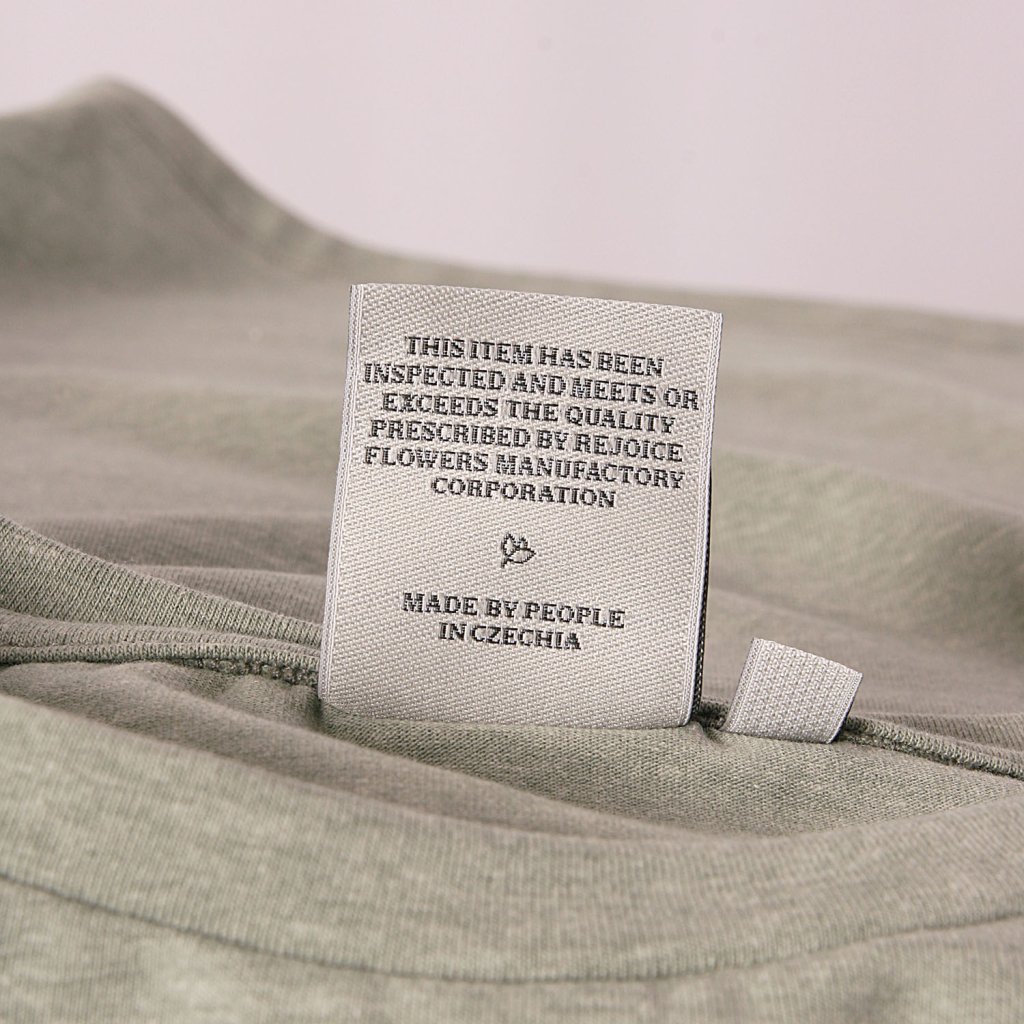 THIS ITEM HAS BEEN
INSPECTED AND MEETS OR
EXCEEDS THE QUALITY
PRESCRIBED BY REJOICE
FLOWERS MANUFACTORY
CORPORATION
MADE BY PEOPLE
IN CZECHIA